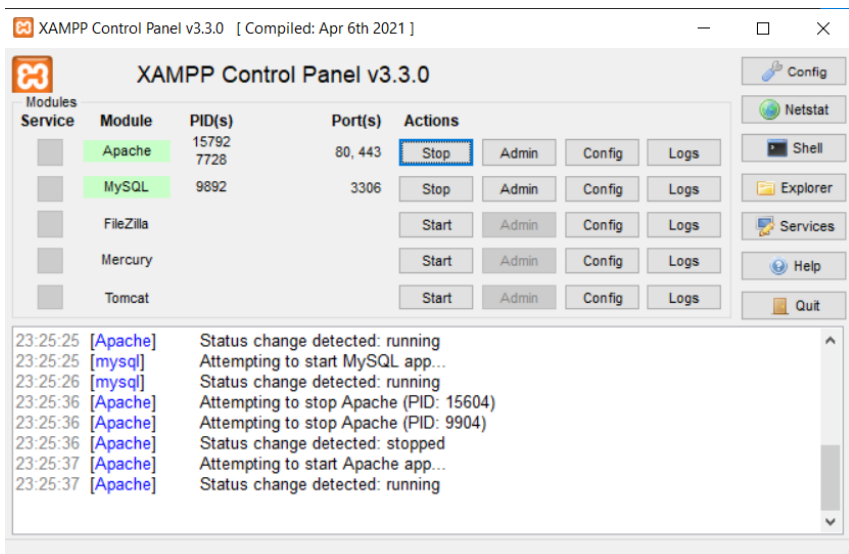 XAMPP Control Panel v3.3.0 [ Compiled: Apr 6th 2021 ]
XAMPP Control Panel v3.3.0
Config
Modules
Service Module PID(s) Port(s) Actions
Netstat
Apache 15792 7728 80, 443 Stop Admin Config Logs
Shell
MySQL 9892 3306 Stop Admin Config Logs
Explorer
FileZilla Start Admin Config Logs
Services
Mercury Start Admin Config Logs
Help
Tomcat Start Admin Config Logs
Quit
23:25:25 [Apache] Status change detected: running
23:25:25 [mysql] Attempting to start MySQL app...
23:25:26 [mysql] Status change detected: running
23:25:36 [Apache] Attempting to stop Apache (PID: 15604)
23:25:36 [Apache] Attempting to stop Apache (PID: 9904)
23:25:36 [Apache] Status change detected: stopped
23:25:37 [Apache] Attempting to start Apache app...
23:25:37 [Apache] Status change detected: running